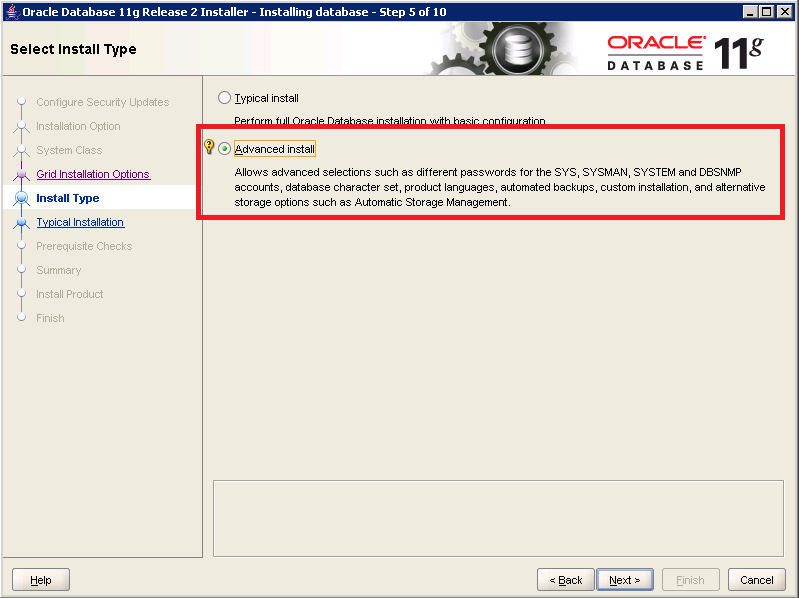 Oracle Database 11g Release 2 Installer - Installing database - Step 5 of 10
Select Install Type
ORACLE
DATABASE
11g
Configure Security Updates
Installation Option
System Class
Grid Installation Options
Install Type
Typical Installation
Prerequisite Checks
Summary
Install Product
Finish
Typical install
Perform full Oracle Database installation with basic configuration.
Advanced install
Allows advanced selections such as different passwords for the SYS, SYSMAN, SYSTEM and DBSNMP
accounts, database character set, product languages, automated backups, custom installation, and alternative
storage options such as Automatic Storage Management.
Help
< Back
Next >
Finish
Cancel